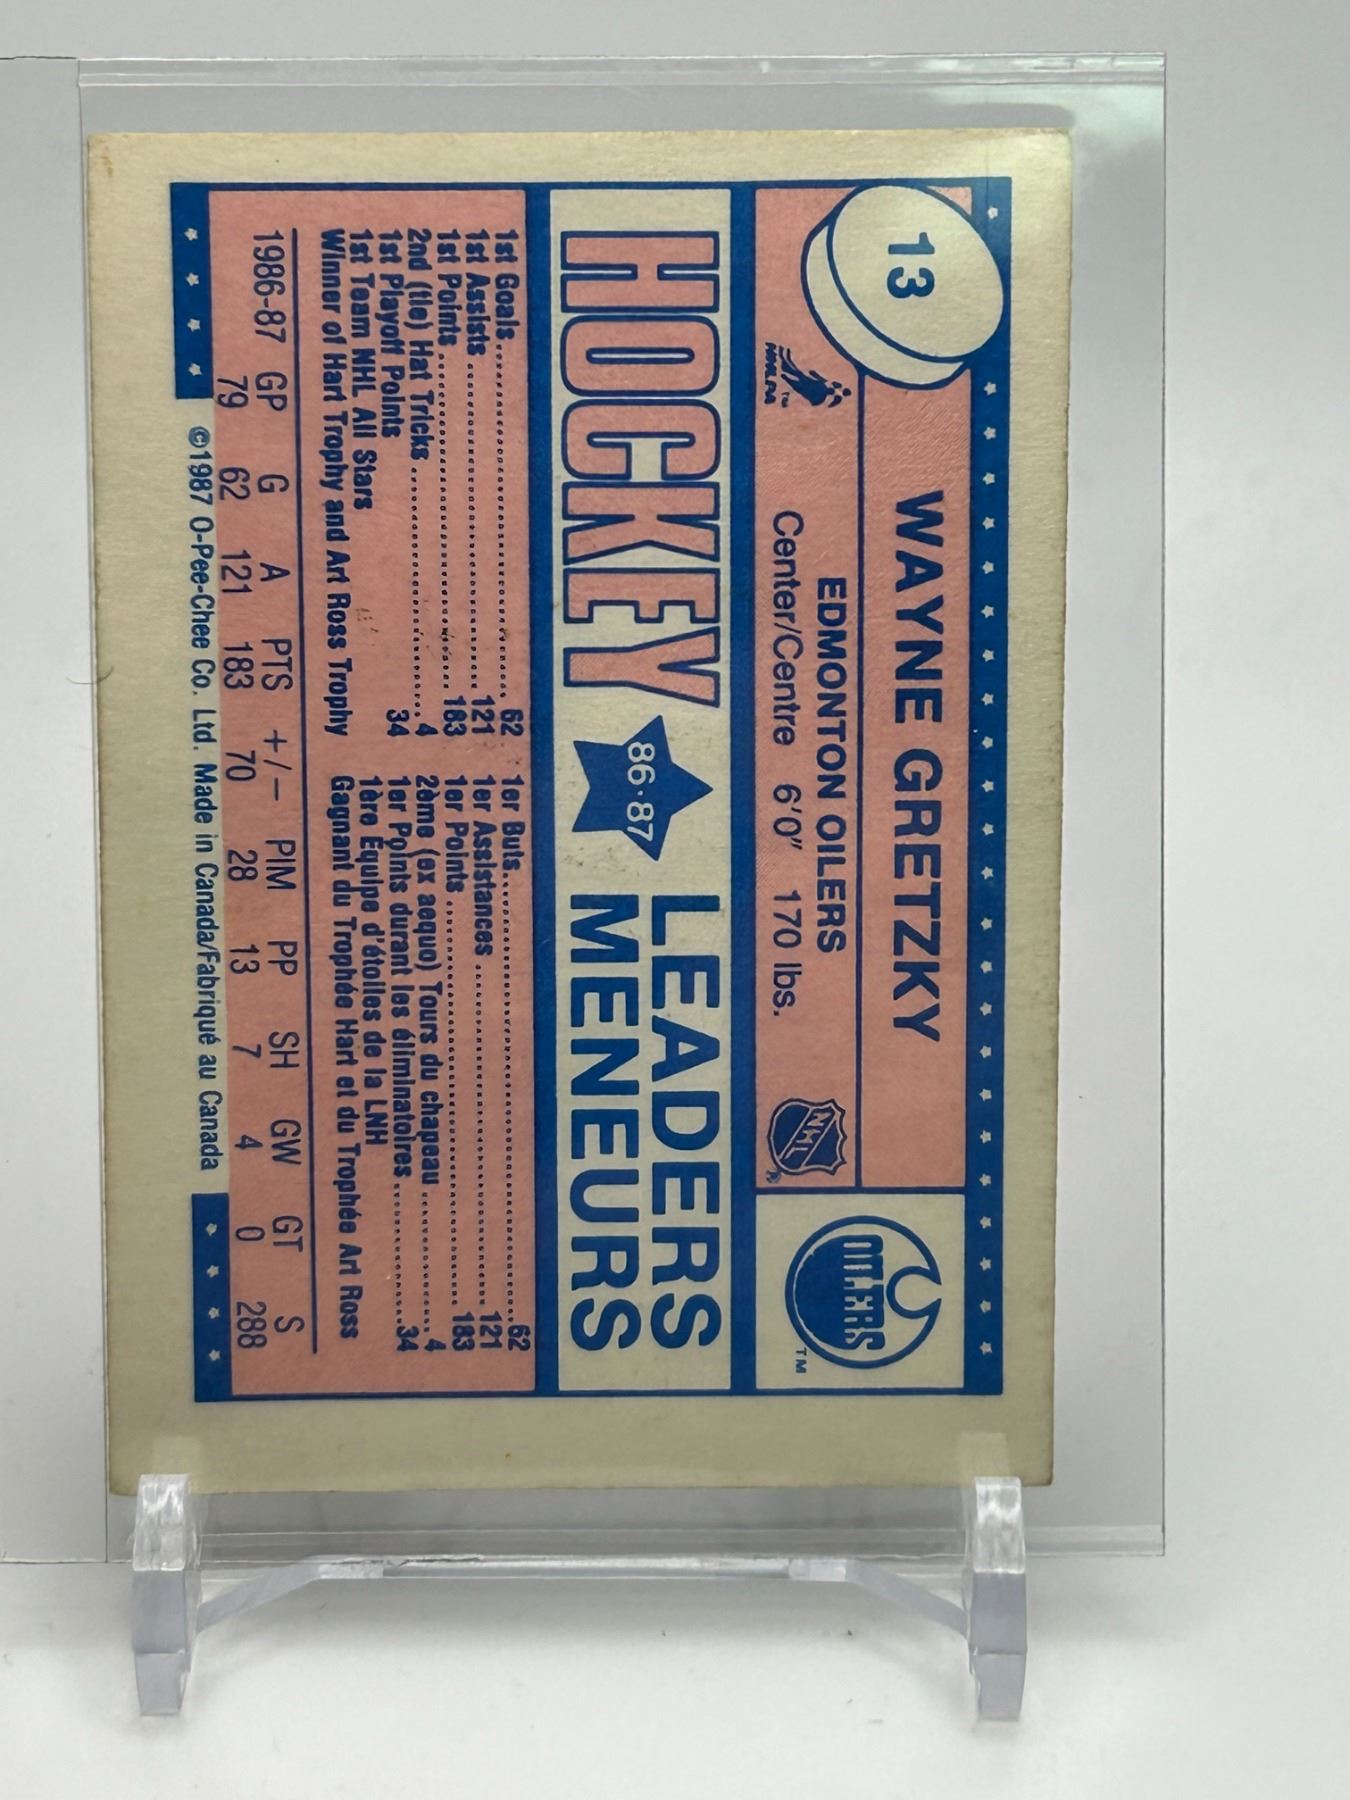 13
WAYNE GRETZKY
EDMONTON OILERS
NHLPA™
Center/Centre 6'0" 170 lbs.
NHL®
OILERS
TM
HOCKEY
86·87
LEADERS
MENEURS
1st Goals..................62
1st Assists..................121
1st Points..................183
2nd (tie) Hat Tricks..................4
1st Playoff Points 34
1st Team NHL All Stars
Winner of Hart Trophy and Art Ross Trophy
1er Buts..................62
1er Assistances..................121
1er Points..................183
2ème (ex aequo) Tours du chapeau..........4
1er Points durant les éliminatoires..........34
1ère Équipe d'étoiles de la LNH
Gagnant du Trophée Hart et du Trophée Art Ross
1986-87 GP G A PTS +/− PIM PP SH GW GT S
79 62 121 183 70 28 13 7 4 0 288
©1987 O-Pee-Chee Co. Ltd. Made in Canada/Fabriqué au Canada